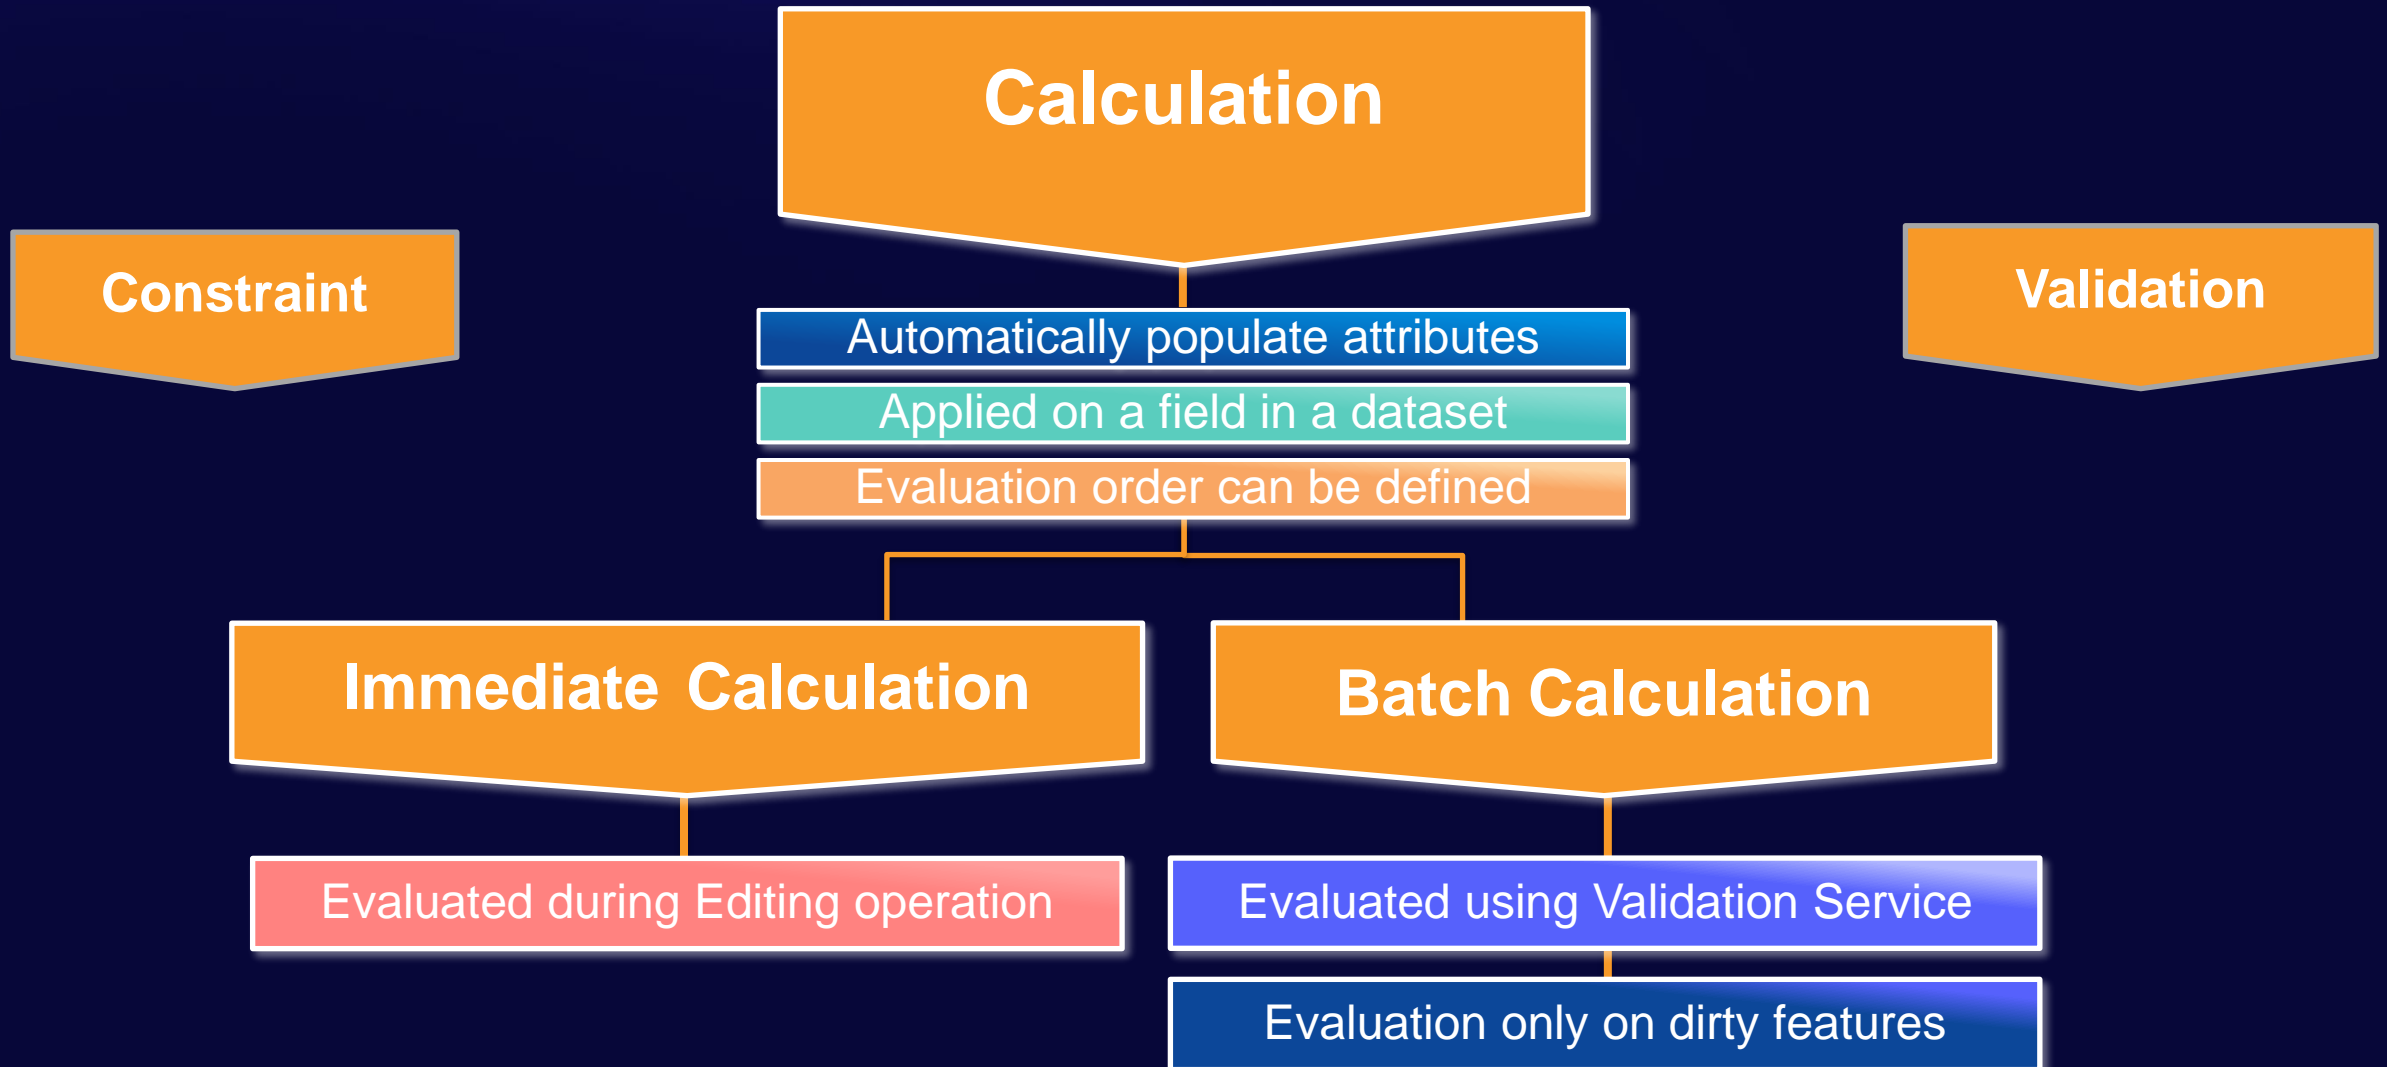 Calculation
Constraint
Validation
Automatically populate attributes
Applied on a field in a dataset
Evaluation order can be defined
Immediate Calculation
Batch Calculation
Evaluated during Editing operation
Evaluated using Validation Service
Evaluation only on dirty features